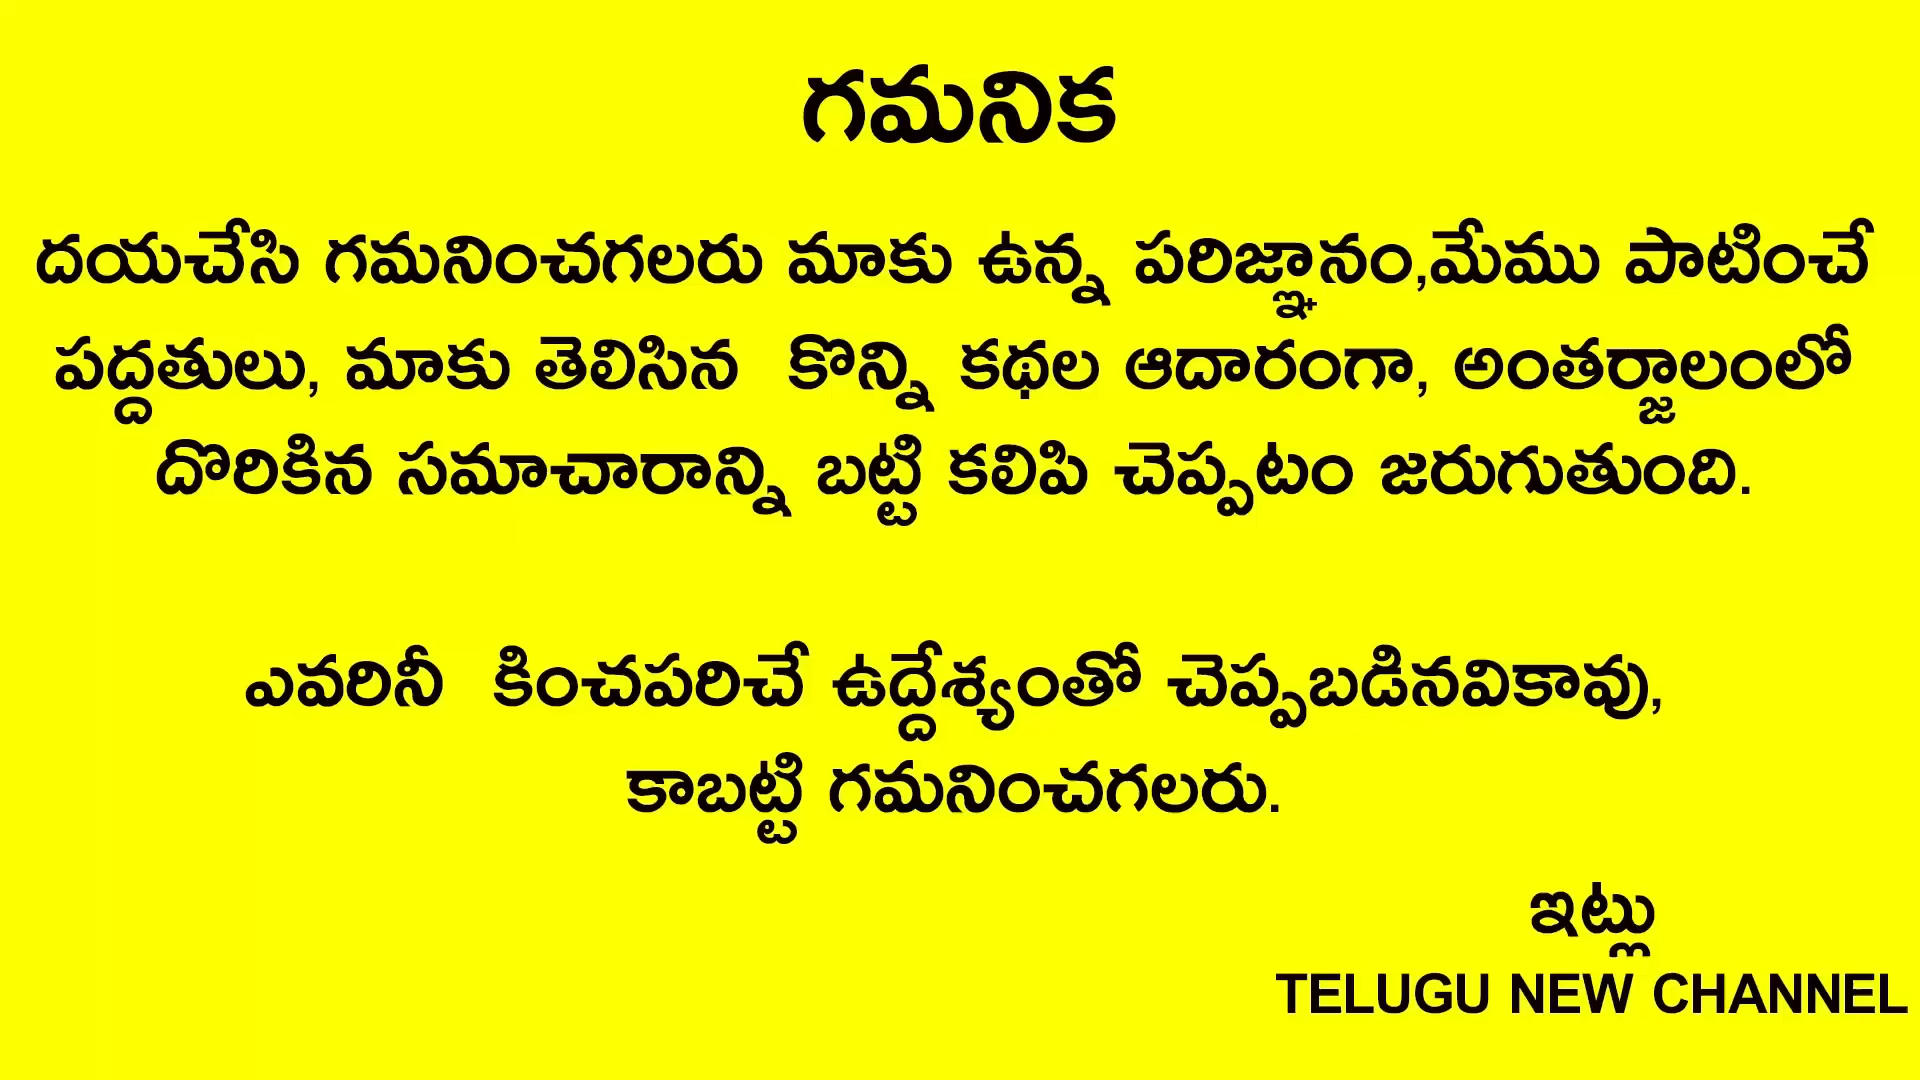 గమనిక
దయచేసి గమనించగలరు మాకు ఉన్న పరిజ్ఞానం,మేము పాటించే
పద్దతులు, మాకు తెలిసిన కొన్ని కథల ఆదారంగా, అంతర్జాలంలో
దొరికిన సమాచారాన్ని బట్టి కలిపి చెప్పటం జరుగుతుంది.
ఎవరినీ కించపరిచే ఉద్దేశ్యంతో చెప్పబడినవికావు,
కాబట్టి గమనించగలరు.
ఇట్లు
TELUGU NEW CHANNEL